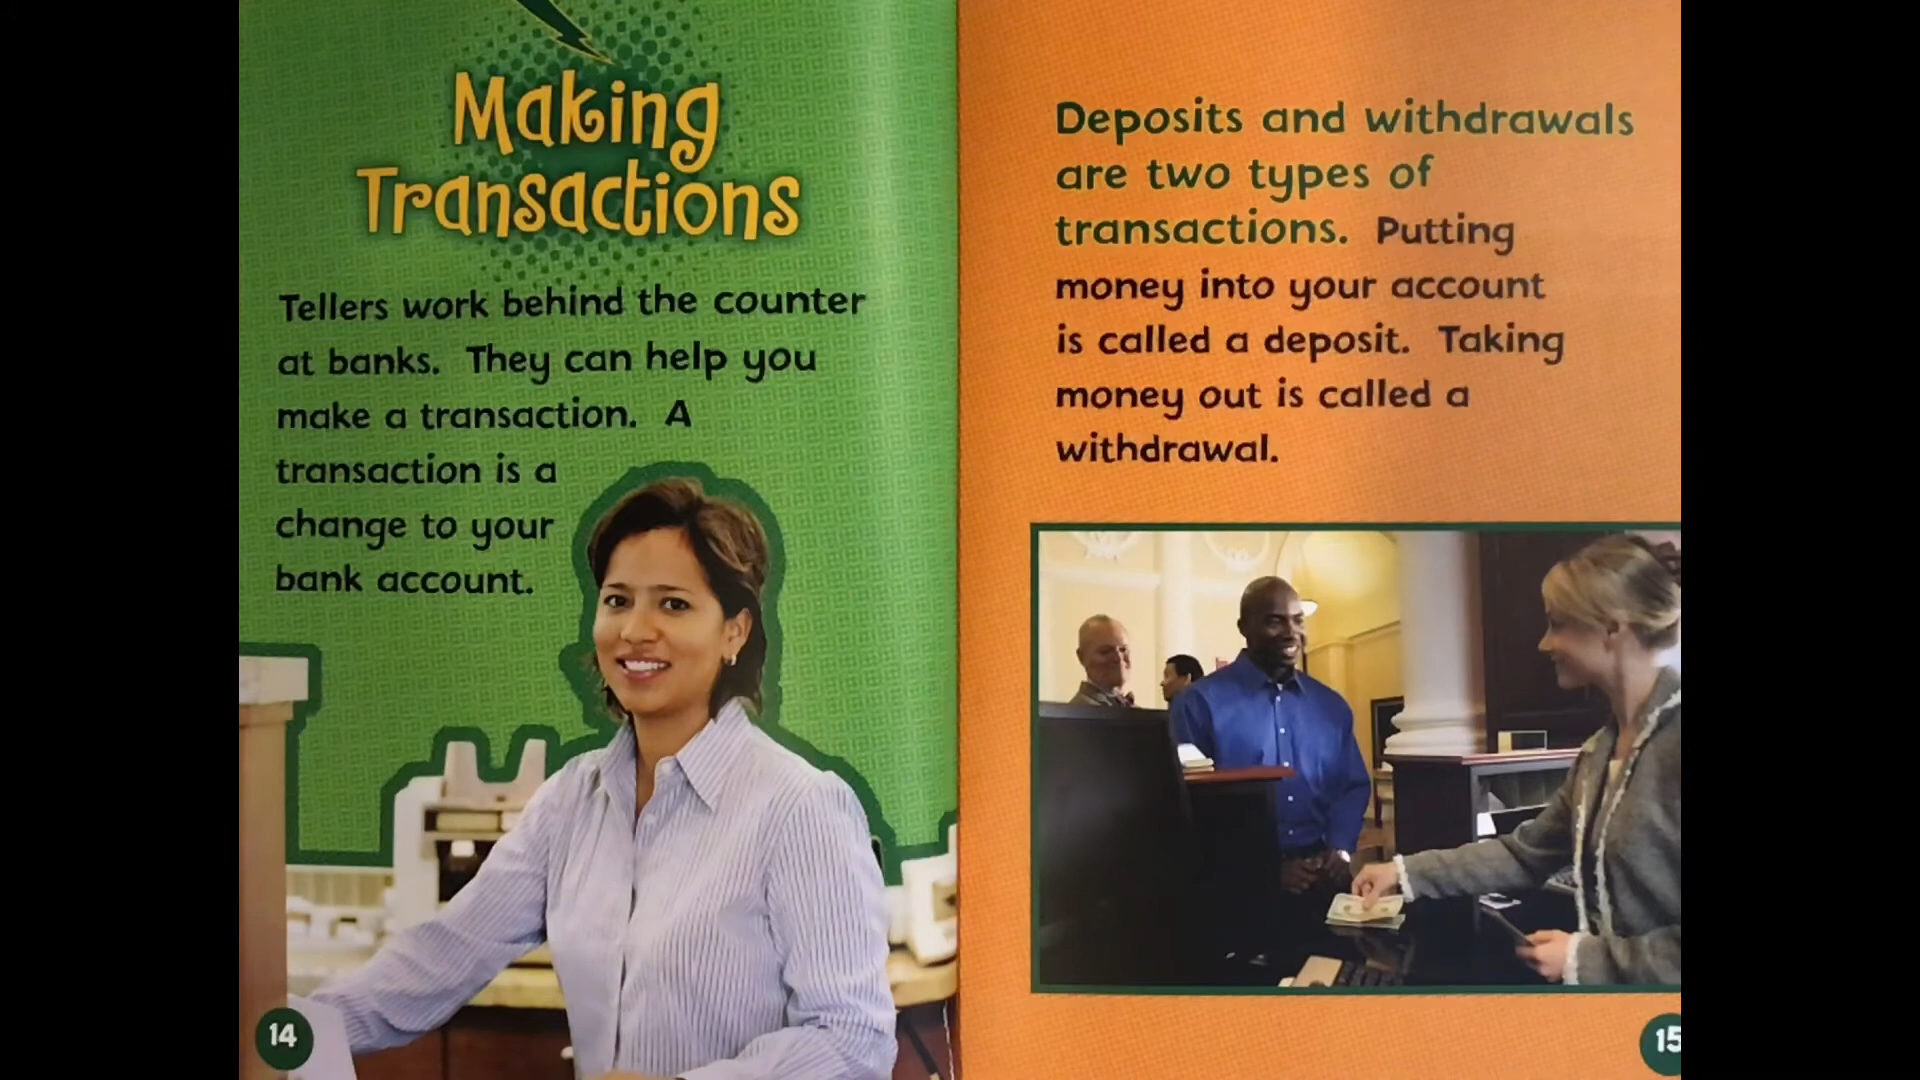 Making
Transactions
Tellers work behind the counter
at banks. They can help you
make a transaction. A
transaction is a
change to your
bank account.
14
Deposits and withdrawals
are two types of
transactions. Putting
money into your account
is called a deposit. Taking
money out is called a
withdrawal.
15